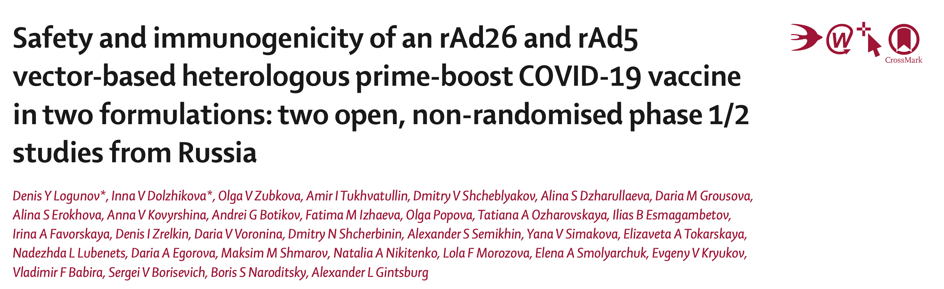 Safety and immunogenicity of an rAd26 and rAd5
vector-based heterologous prime-boost COVID-19 vaccine
in two formulations: two open, non-randomised phase 1/2
studies from Russia
W
CrossMark
Denis Y Logunov*, Inna V Dolzhikova*, Olga V Zubkova, Amir I Tukhvatullin, Dmitry V Shcheblyakov, Alina S Dzharullaeva, Daria M Grousova,
Alina S Erokhova, Anna V Kovyrshina, Andrei G Botikov, Fatima M Izhaeva, Olga Popova, Tatiana A Ozharovskaya, Ilias B Esmagambetov,
Irina A Favorskaya, Denis I Zrelkin, Daria V Voronina, Dmitry N Shcherbinin, Alexander S Semikhin, Yana V Simakova, Elizaveta A Tokarskaya,
Nadezhda L Lubenets, Daria A Egorova, Maksim M Shmarov, Natalia A Nikitenko, Lola F Morozova, Elena A Smolyarchuk, Evgeny V Kryukov,
Vladimir F Babira, Sergei V Borisevich, Boris S Naroditsky, Alexander L Gintsburg